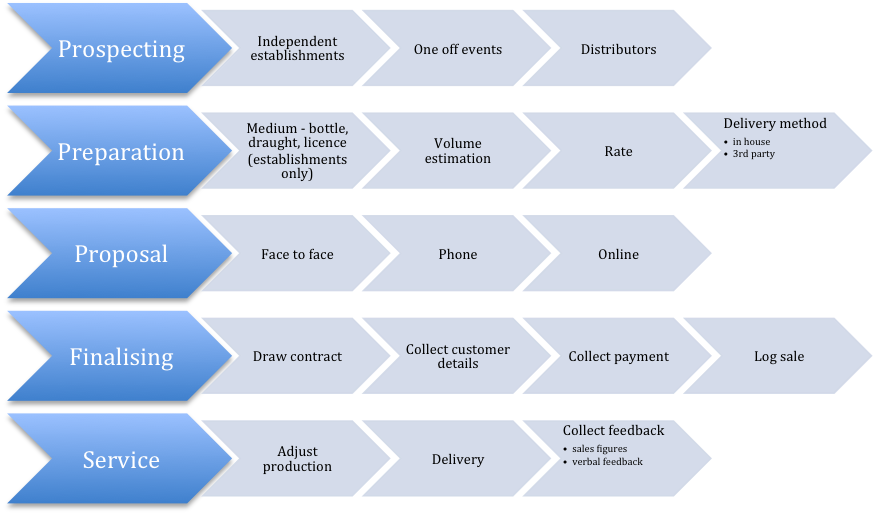 Prospecting
Independent
establishments
One off events
Distributors
Preparation
Medium - bottle,
draught, licence
(establishments
only)
Volume
estimation
Rate
Delivery method
• in house
• 3rd party
Proposal
Face to face
Phone
Online
Finalising
Draw contract
Collect customer
details
Collect payment
Log sale
Service
Adjust
production
Delivery
Collect feedback
• sales figures
• verbal feedback